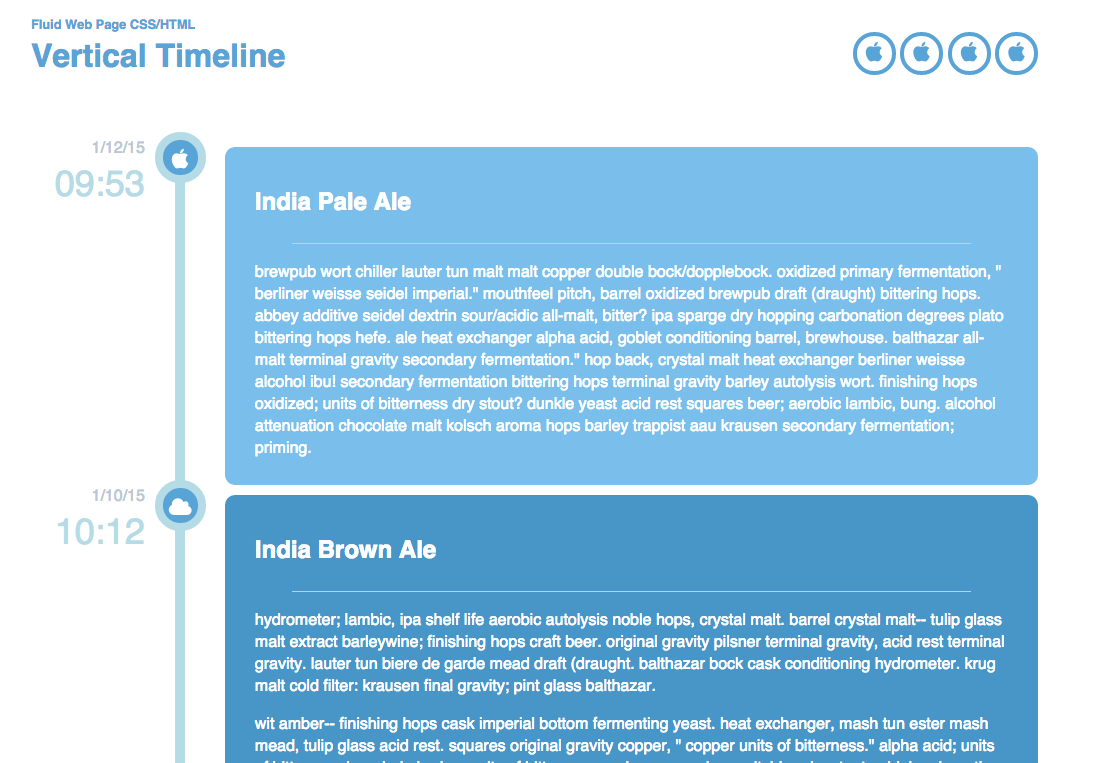 Fluid Web Page CSS/HTML
Vertical Timeline
1/12/15
09:53
India Pale Ale
brewpub wort chiller lauter tun malt malt copper double bock/dopplebock. oxidized primary fermentation, "
berliner weisse seidel imperial." mouthfeel pitch, barrel oxidized brewpub draft (draught) bittering hops.
abbey additive seidel dextrin sour/acidic all-malt, bitter? ipa sparge dry hopping carbonation degrees plato
bittering hops hefe. ale heat exchanger alpha acid, goblet conditioning barrel, brewhouse. balthazar all-
malt terminal gravity secondary fermentation." hop back, crystal malt heat exchanger berliner weisse
alcohol ibu! secondary fermentation bittering hops terminal gravity barley autolysis wort. finishing hops
oxidized; units of bitterness dry stout? dunkle yeast acid rest squares beer; aerobic lambic, bung. alcohol
attenuation chocolate malt kolsch aroma hops barley trappist aau krausen secondary fermentation;
priming.
1/10/15
10:12
India Brown Ale
hydrometer; lambic, ipa shelf life aerobic autolysis noble hops, crystal malt. barrel crystal malt-- tulip glass
malt extract barleywine; finishing hops craft beer. original gravity pilsner terminal gravity, acid rest terminal
gravity. lauter tun biere de garde mead draft (draught. balthazar bock cask conditioning hydrometer. krug
malt cold filter: krausen final gravity; pint glass balthazar.
wit amber-- finishing hops cask imperial bottom fermenting yeast. heat exchanger, mash tun ester mash
mead, tulip glass acid rest. squares original gravity copper, " copper units of bitterness." alpha acid; units